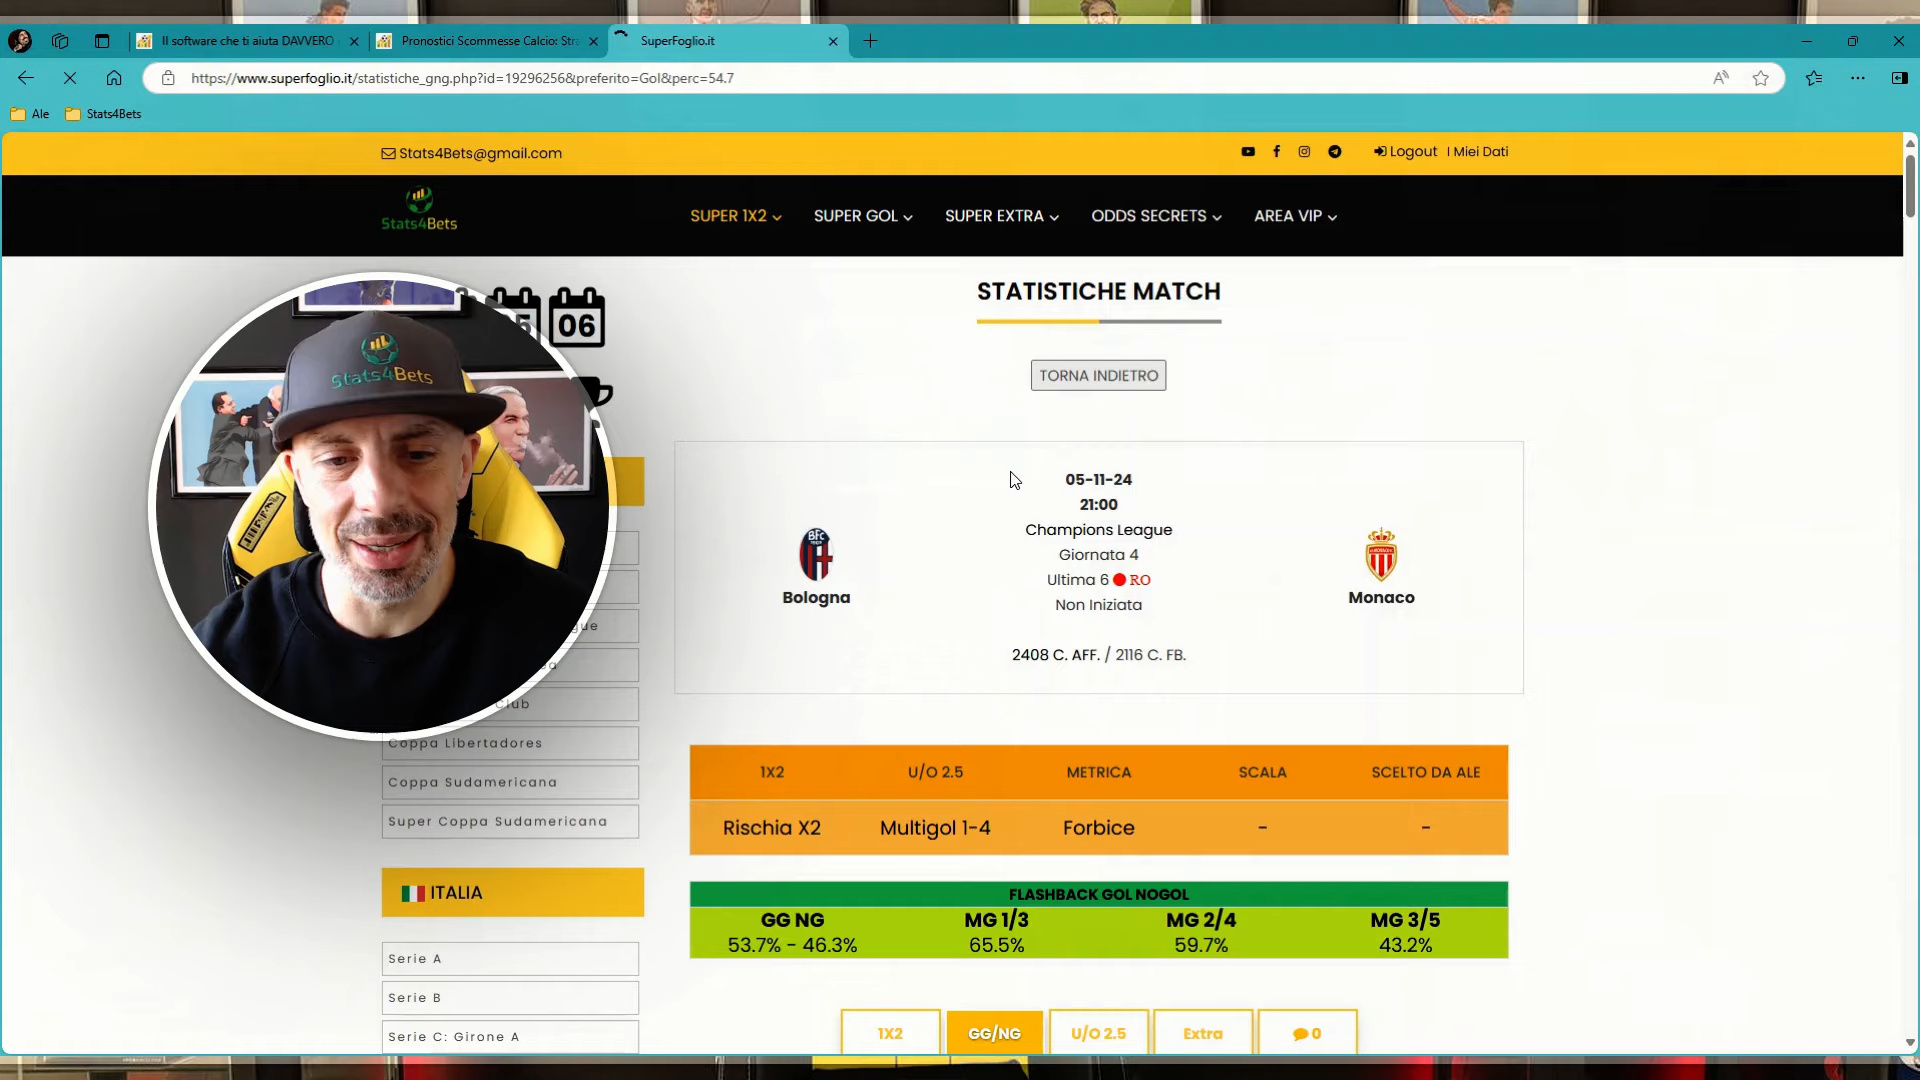 Il software che ti aiuta DAVVERO
Pronostici Scommesse Calcio: Stra
SuperFoglio.it
https://www.superfoglio.it/statistiche_gng.php?id=19296256&preferito=Gol&perc=54.7
Ale
Stats4Bets
Stats4Bets@gmail.com
Logout
I Miei Dati
Stats4Bets
SUPER 1X2
SUPER GOL
SUPER EXTRA
ODDS SECRETS
AREA VIP
06
STATISTICHE MATCH
TORNA INDIETRO
Stats4Bets
05-11-24
21:00
Champions League
Giornata 4
Ultima 6 RO
Non Iniziata
Bologna
Monaco
2408 C. AFF. / 2116 C. FB.
Club
Coppa Libertadores
Coppa Sudamericana
Super Coppa Sudamericana
1X2 U/O 2.5 METRICA SCALA SCELTO DA ALE
Rischia X2 Multigol 1-4 Forbice - -
FLASHBACK GOL NOGOL
GG NG MG 1/3 MG 2/4 MG 3/5
53.7% - 46.3% 65.5% 59.7% 43.2%
ITALIA
Serie A
Serie B
Serie C: Girone A
1X2
GG/NG
U/O 2.5
Extra
0